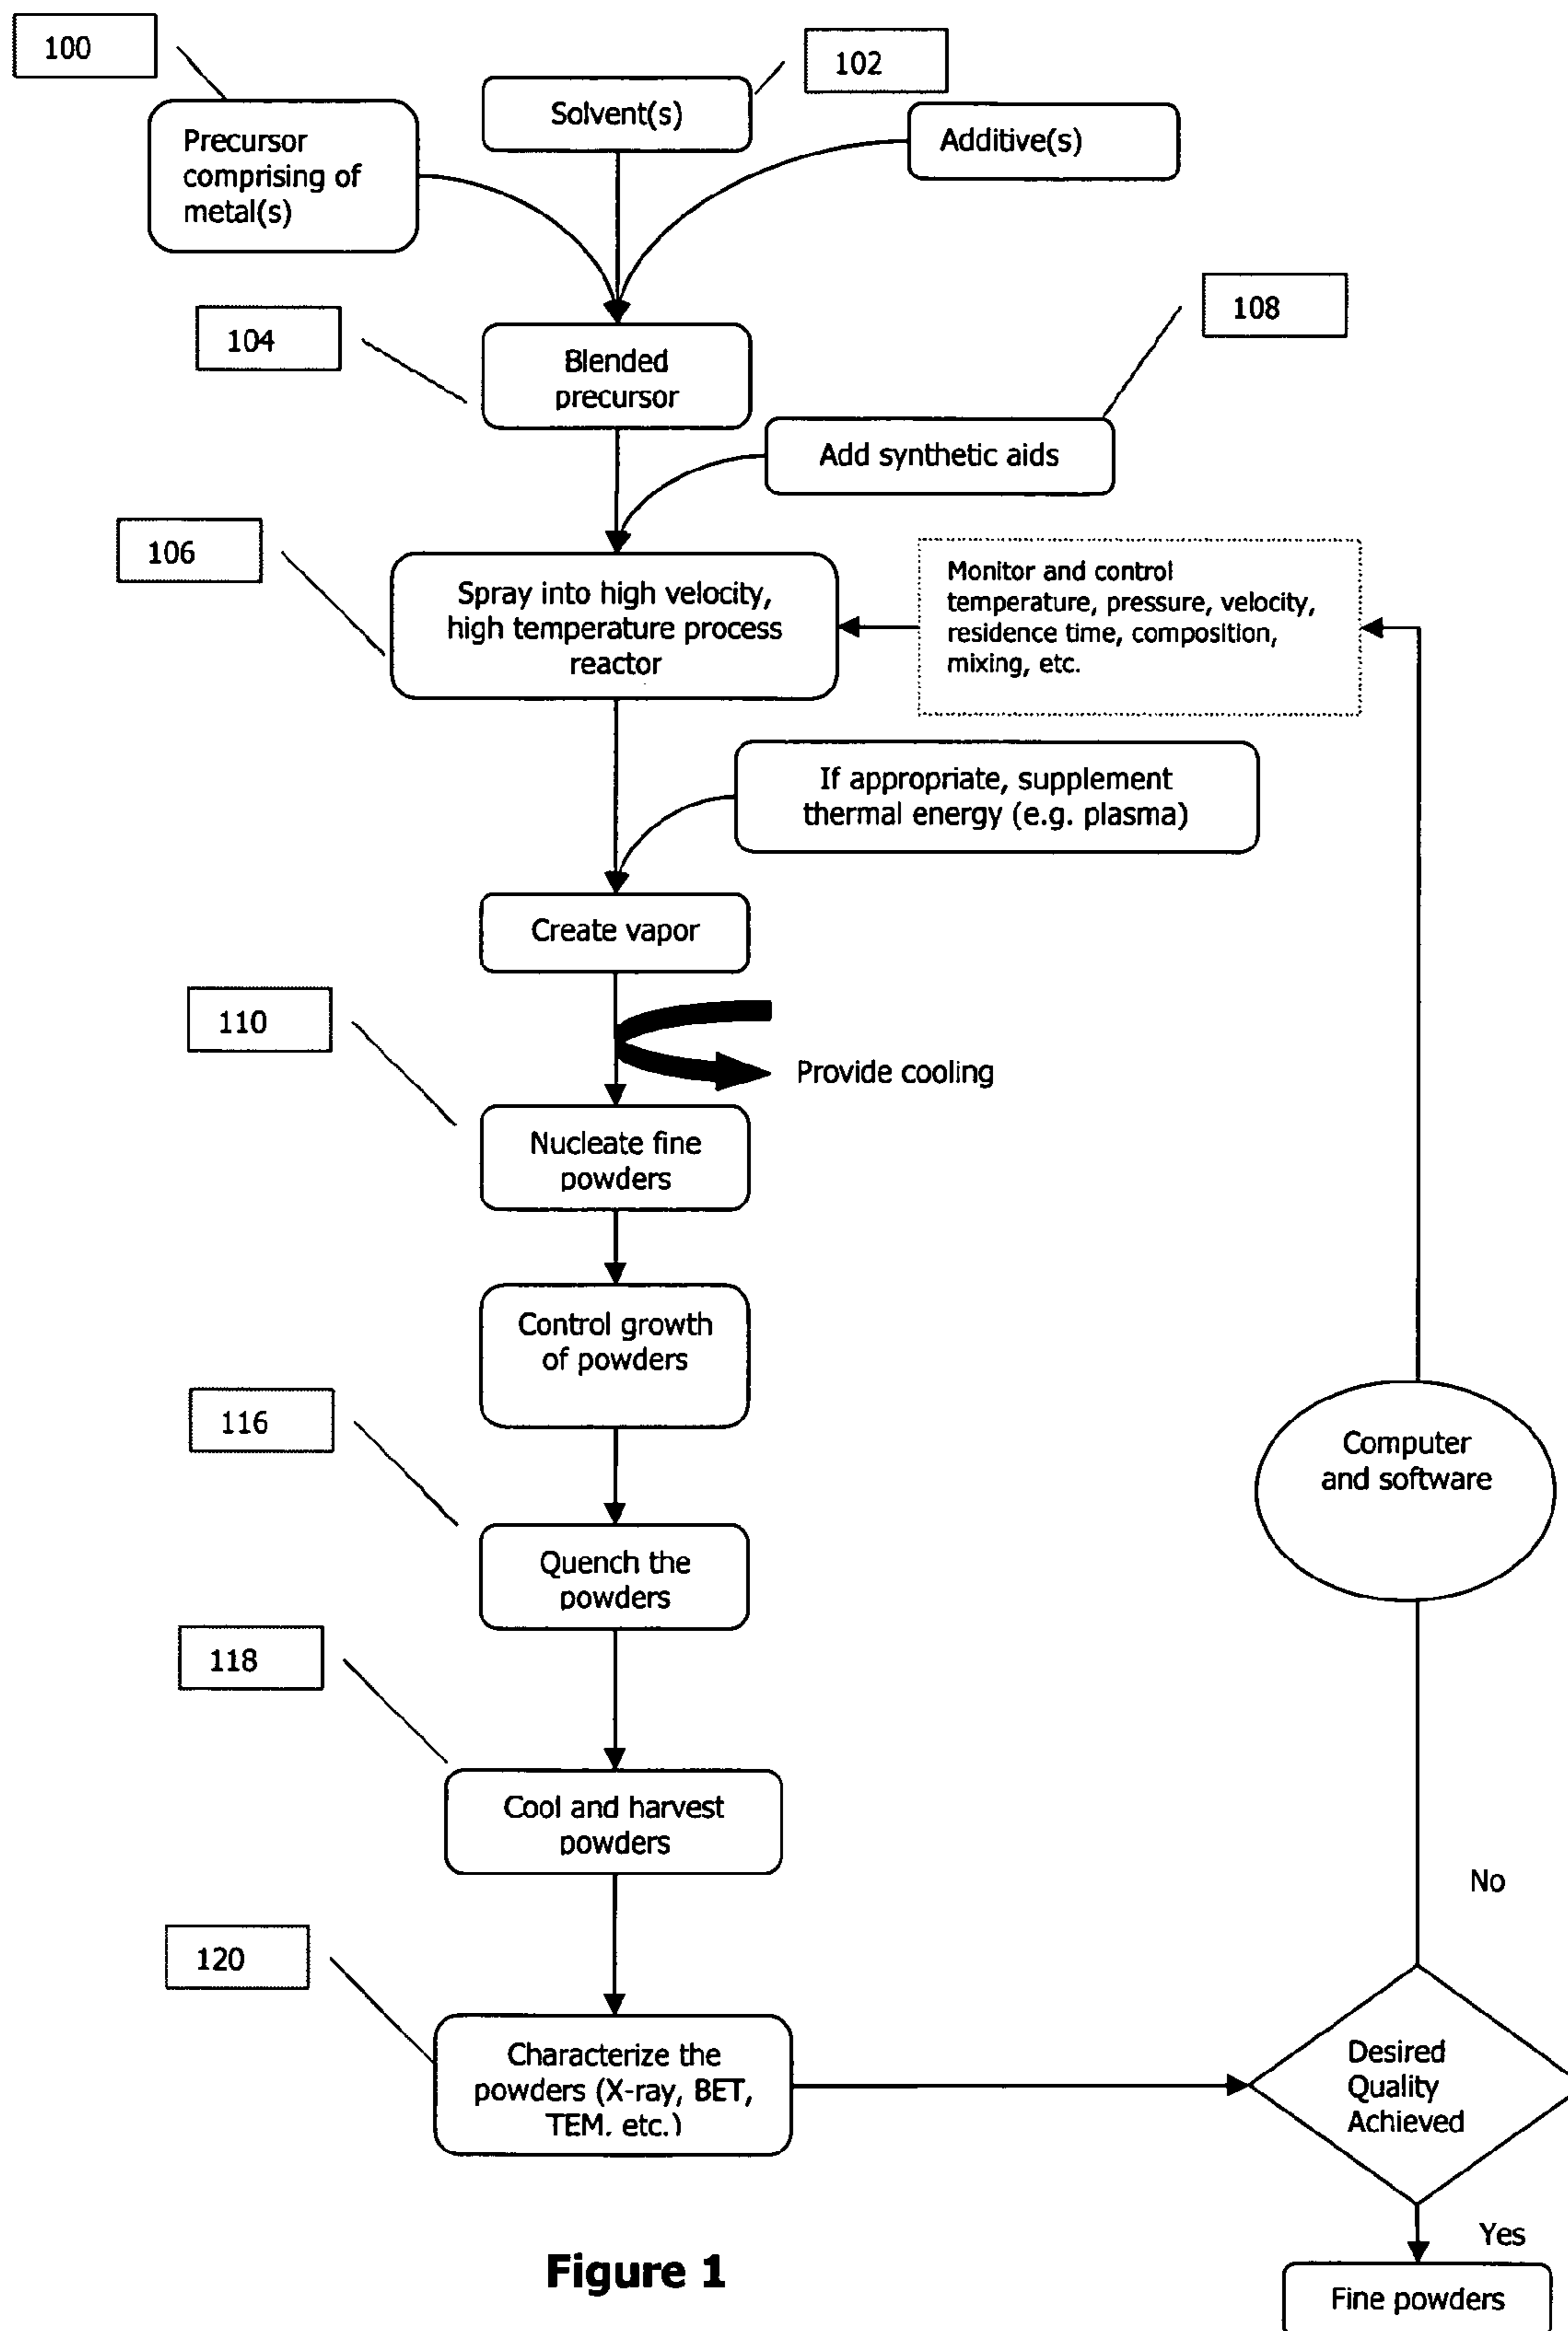 100
102
Solvent(s)
Additive(s)
Precursor
comprising of
metal(s)
108
104
Blended
precursor
Add synthetic aids
106
Spray into high velocity,
high temperature process
reactor
Monitor and control
temperature, pressure, velocity,
residence time, composition,
mixing, etc.
If appropriate, supplement
thermal energy (e.g. plasma)
Create vapor
110
Provide cooling
Nucleate fine
powders
Control growth
of powders
116
Computer
and software
Quench the
powders
118
Cool and harvest
powders
No
120
Characterize the
powders (X-ray, BET,
TEM. etc.)
Desired
Quality
Achieved
Yes
Figure 1
Fine powders